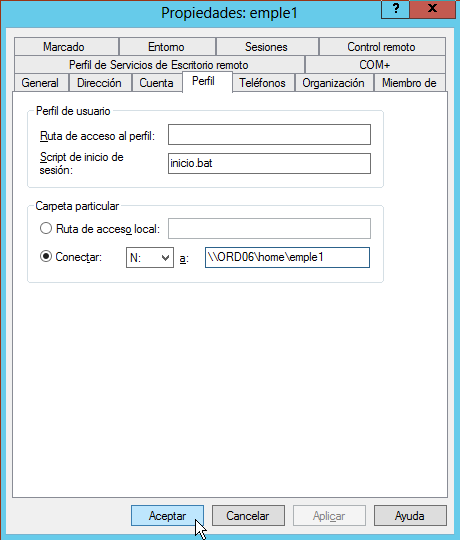 Propiedades: emple1
?
x
Marcado
Entorno
Sesiones
Control remoto
Perfil de Servicios de Escritorio remoto
COM+
General
Dirección
Cuenta
Perfil
Teléfonos
Organización
Miembro de
Perfil de usuario
Ruta de acceso al perfil:
Script de inicio de
sesión:
inicio.bat
Carpeta particular
Ruta de acceso local:
Conectar:
N:
a:
\\ORD06\home\emple1
Aceptar
Cancelar
Aplicar
Ayuda